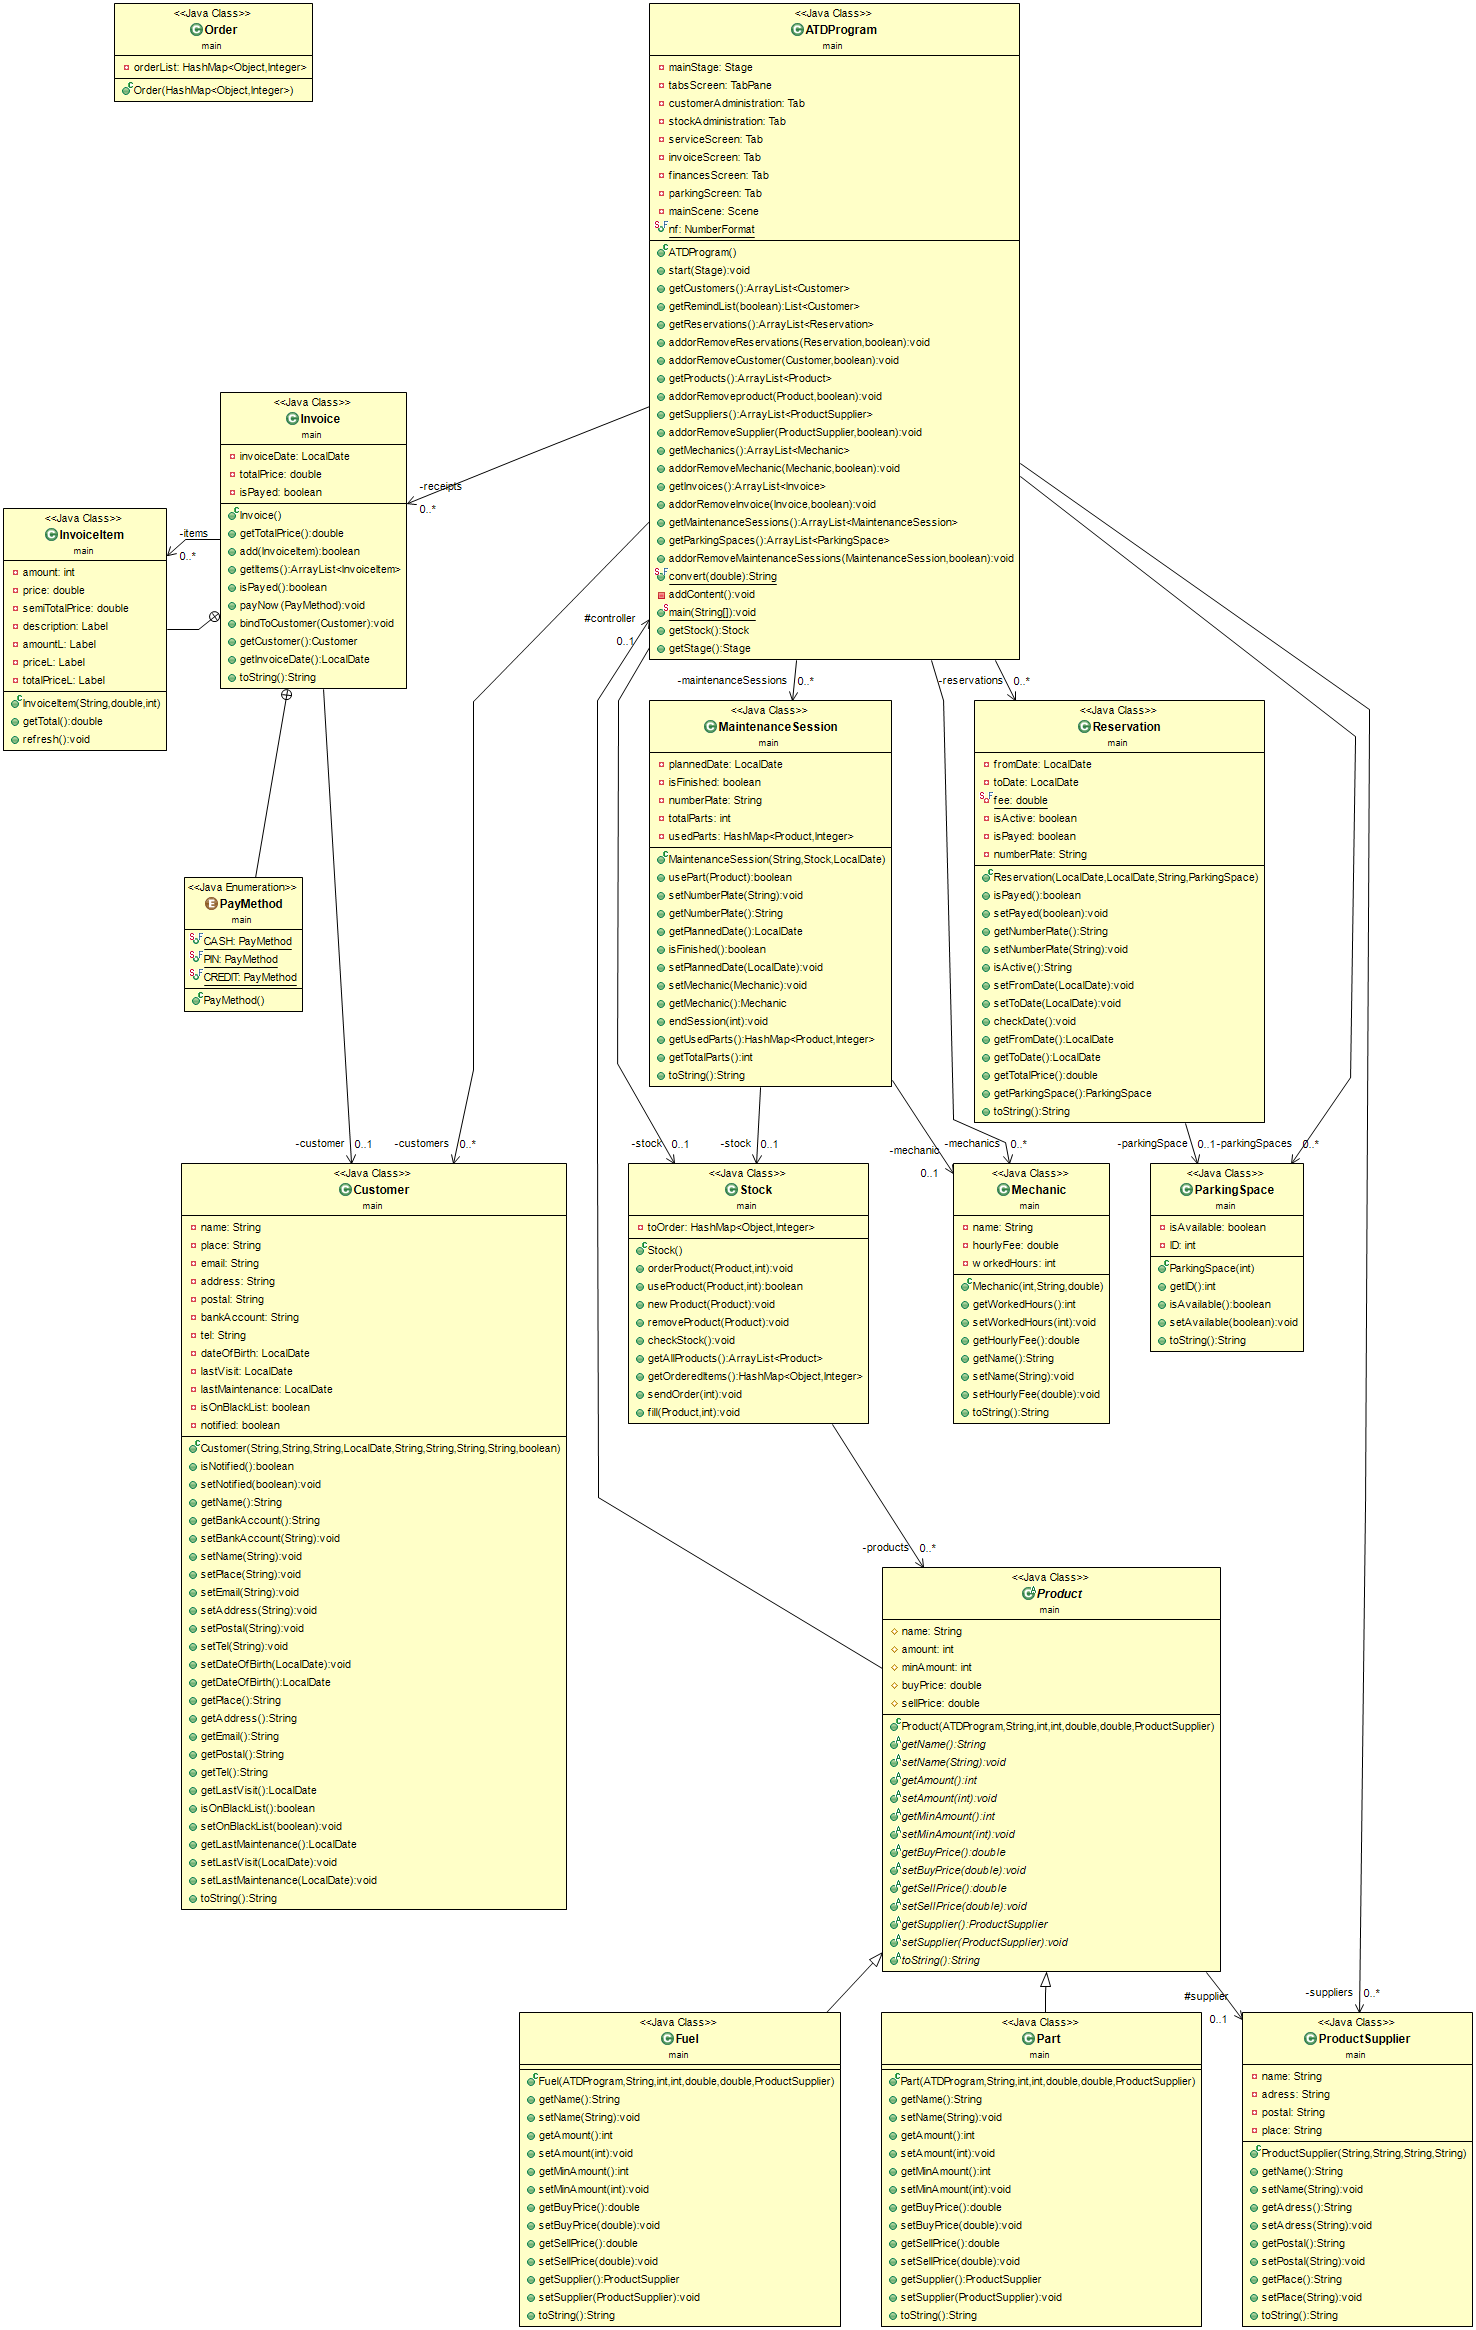 <<Java Class>>
Order
main
orderList: HashMap<Object,Integer>
Order(HashMap<Object,Integer>)
<<Java Class>>
ATDProgram
main
mainStage: Stage
tabsScreen: TabPane
customerAdministration: Tab
stockAdministration: Tab
serviceScreen: Tab
invoiceScreen: Tab
financesScreen: Tab
parkingScreen: Tab
mainScene: Scene
nf: NumberFormat
ATDProgram()
start(Stage):void
getCustomers():ArrayList<Customer>
getRemindList(boolean):List<Customer>
getReservations():ArrayList<Reservation>
addorRemoveReservations(Reservation,boolean):void
addorRemoveCustomer(Customer,boolean):void
getProducts():ArrayList<Product>
addorRemoveproduct(Product,boolean):void
getSuppliers():ArrayList<ProductSupplier>
addorRemoveSupplier(ProductSupplier,boolean):void
getMechanics():ArrayList<Mechanic>
addorRemoveMechanic(Mechanic,boolean):void
getInvoices():ArrayList<Invoice>
addorRemoveInvoice(Invoice,boolean):void
getMaintenanceSessions():ArrayList<MaintenanceSession>
getParkingSpaces():ArrayList<ParkingSpace>
addorRemoveMaintenanceSessions(MaintenanceSession,boolean):void
convert(double):String
addContent():void
main(String[]):void
getStock():Stock
getStage():Stage
<<Java Class>>
Invoice
main
invoiceDate: LocalDate
totalPrice: double
isPayed: boolean
Invoice()
getTotalPrice():double
add(InvoiceItem):boolean
getItems():ArrayList<InvoiceItem>
isPayed():boolean
payNow(PayMethod):void
bindToCustomer(Customer):void
getCustomer():Customer
getInvoiceDate():LocalDate
toString():String
-receipts
0..*
<<Java Class>>
InvoiceItem
main
amount: int
price: double
semiTotalPrice: double
description: Label
amountL: Label
priceL: Label
totalPriceL: Label
InvoiceItem(String,double,int)
getTotal():double
refresh():void
-items
0..*
#controller
0..1
-maintenanceSessions
0..*
-reservations
0..*
<<Java Class>>
MaintenanceSession
main
plannedDate: LocalDate
isFinished: boolean
numberPlate: String
totalParts: int
usedParts: HashMap<Product,Integer>
MaintenanceSession(String,Stock,LocalDate)
usePart(Product):boolean
setNumberPlate(String):void
getNumberPlate():String
getPlannedDate():LocalDate
isFinished():boolean
setPlannedDate(LocalDate):void
setMechanic(Mechanic):void
getMechanic():Mechanic
endSession(int):void
getUsedParts():HashMap<Product,Integer>
getTotalParts():int
toString():String
<<Java Class>>
Reservation
main
fromDate: LocalDate
toDate: LocalDate
fee: double
isActive: boolean
isPayed: boolean
numberPlate: String
Reservation(LocalDate,LocalDate,String,ParkingSpace)
isPayed():boolean
setPayed(boolean):void
getNumberPlate():String
setNumberPlate(String):void
isActive():String
setFromDate(LocalDate):void
setToDate(LocalDate):void
checkDate():void
getFromDate():LocalDate
getToDate():LocalDate
getTotalPrice():double
getParkingSpace():ParkingSpace
toString():String
<<Java Enumeration>>
PayMethod
main
CASH: PayMethod
PIN: PayMethod
CREDIT: PayMethod
PayMethod()
-customer
0..1
-customers
0..*
-stock
0..1
-stock
0..1
-mechanic
0..1
-mechanics
0..*
-parkingSpace
0..1
-parkingSpaces
0..*
<<Java Class>>
Customer
main
name: String
place: String
email: String
address: String
postal: String
bankAccount: String
tel: String
dateOfBirth: LocalDate
lastVisit: LocalDate
lastMaintenance: LocalDate
isOnBlackList: boolean
notified: boolean
Customer(String,String,String,LocalDate,String,String,String,String,boolean)
isNotified():boolean
setNotified(boolean):void
getName():String
getBankAccount():String
setBankAccount(String):void
setName(String):void
setPlace(String):void
setEmail(String):void
setAddress(String):void
setPostal(String):void
setTel(String):void
setDateOfBirth(LocalDate):void
getDateOfBirth():LocalDate
getPlace():String
getAddress():String
getEmail():String
getPostal():String
getTel():String
getLastVisit():LocalDate
isOnBlackList():boolean
setOnBlackList(boolean):void
getLastMaintenance():LocalDate
setLastVisit(LocalDate):void
setLastMaintenance(LocalDate):void
toString():String
<<Java Class>>
Stock
main
toOrder: HashMap<Object,Integer>
Stock()
orderProduct(Product,int):void
useProduct(Product,int):boolean
newProduct(Product):void
removeProduct(Product):void
checkStock():void
getAllProducts():ArrayList<Product>
getOrderedItems():HashMap<Object,Integer>
sendOrder(int):void
fill(Product,int):void
<<Java Class>>
Mechanic
main
name: String
hourlyFee: double
workedHours: int
Mechanic(int,String,double)
getWorkedHours():int
setWorkedHours(int):void
getHourlyFee():double
getName():String
setName(String):void
setHourlyFee(double):void
toString():String
<<Java Class>>
ParkingSpace
main
isAvailable: boolean
ID: int
ParkingSpace(int)
getID():int
isAvailable():boolean
setAvailable(boolean):void
toString():String
-products
0..*
<<Java Class>>
Product
main
name: String
amount: int
minAmount: int
buyPrice: double
sellPrice: double
Product(ATDProgram,String,int,int,double,double,ProductSupplier)
getName():String
setName(String):void
getAmount():int
setAmount(int):void
getMinAmount():int
setMinAmount(int):void
getBuyPrice():double
setBuyPrice(double):void
getSellPrice():double
setSellPrice(double):void
getSupplier():ProductSupplier
setSupplier(ProductSupplier):void
toString():String
#supplier
0..1
-suppliers
0..*
<<Java Class>>
Fuel
main
Fuel(ATDProgram,String,int,int,double,double,ProductSupplier)
getName():String
setName(String):void
getAmount():int
setAmount(int):void
getMinAmount():int
setMinAmount(int):void
getBuyPrice():double
setBuyPrice(double):void
getSellPrice():double
setSellPrice(double):void
getSupplier():ProductSupplier
setSupplier(ProductSupplier):void
toString():String
<<Java Class>>
Part
main
Part(ATDProgram,String,int,int,double,double,ProductSupplier)
getName():String
setName(String):void
getAmount():int
setAmount(int):void
getMinAmount():int
setMinAmount(int):void
getBuyPrice():double
setBuyPrice(double):void
getSellPrice():double
setSellPrice(double):void
getSupplier():ProductSupplier
setSupplier(ProductSupplier):void
toString():String
<<Java Class>>
ProductSupplier
main
name: String
adress: String
postal: String
place: String
ProductSupplier(String,String,String,String)
getName():String
setName(String):void
getAdress():String
setAdress(String):void
getPostal():String
setPostal(String):void
getPlace():String
setPlace(String):void
toString():String